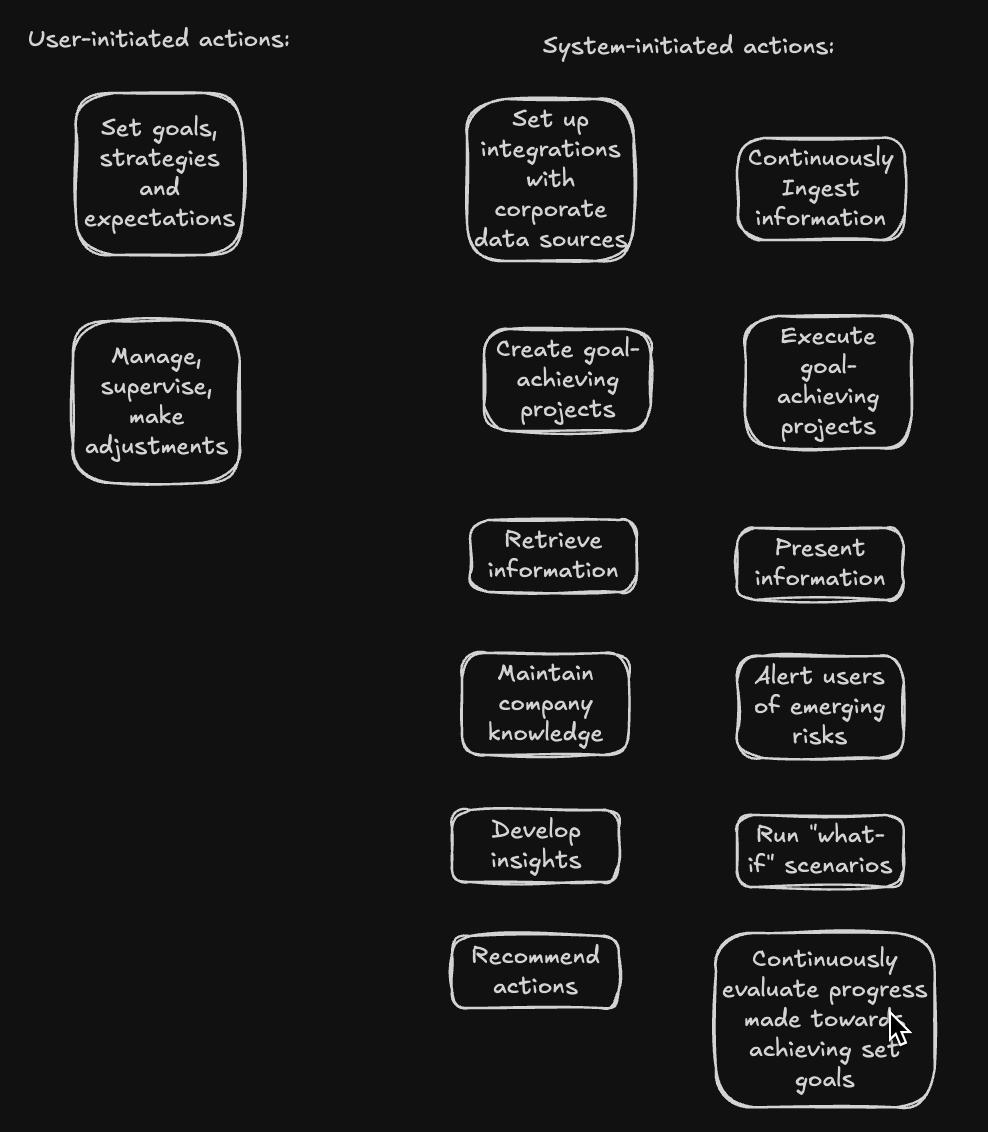 User-initiated actions:
System-initiated actions:
Set goals,
strategies
and
expectations
Set up
integrations
with
corporate
data sources
Continuously
Ingest
information
Manage,
supervise,
make
adjustments
Create goal-
achieving
projects
Execute
goal-
achieving
projects
Retrieve
information
Present
information
Maintain
company
knowledge
Alert users
of emerging
risks
Develop
insights
Run "what-
if" scenarios
Recommend
actions
Continuously
evaluate progress
made towards
achieving set
goals